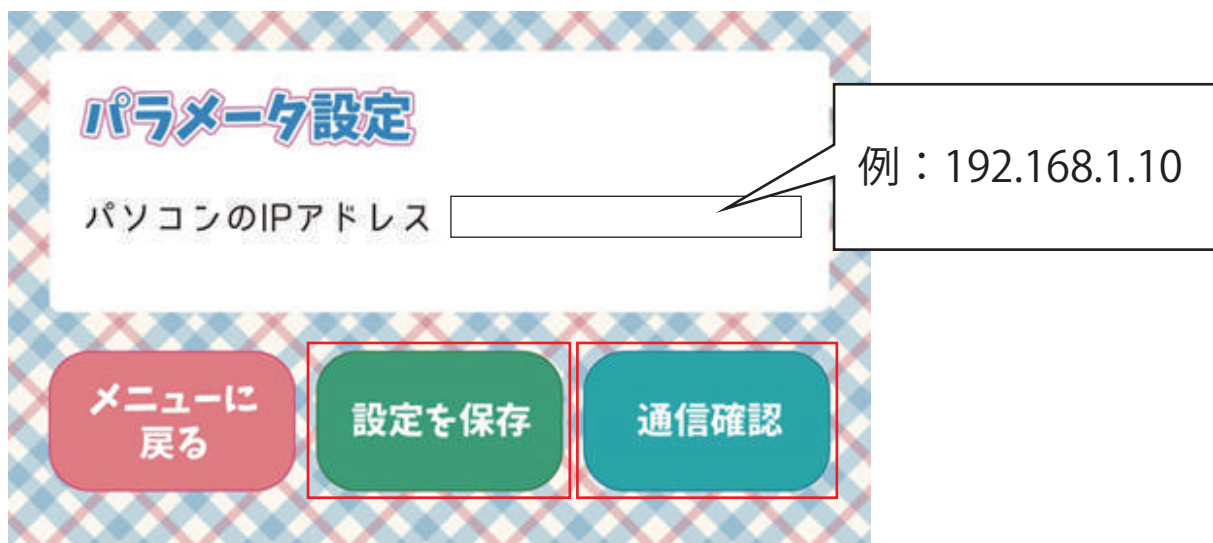 パラメータ設定
パソコンのIPアドレス
例：192.168.1.10
メニューに
戻る
設定を保存
通信確認